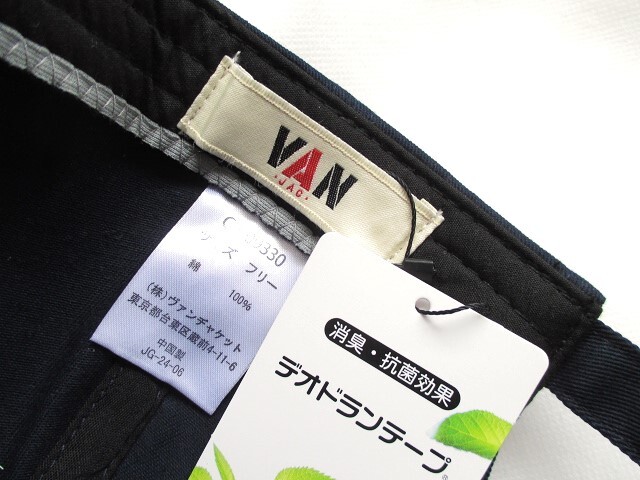 VAN
・JAC・
サイズ フリー
綿 100%
(株)ヴァンヂャケット
東京都台東区蔵前4-11-6
中国製
JG-24-06
消臭・抗菌効果
デオドランテープ®